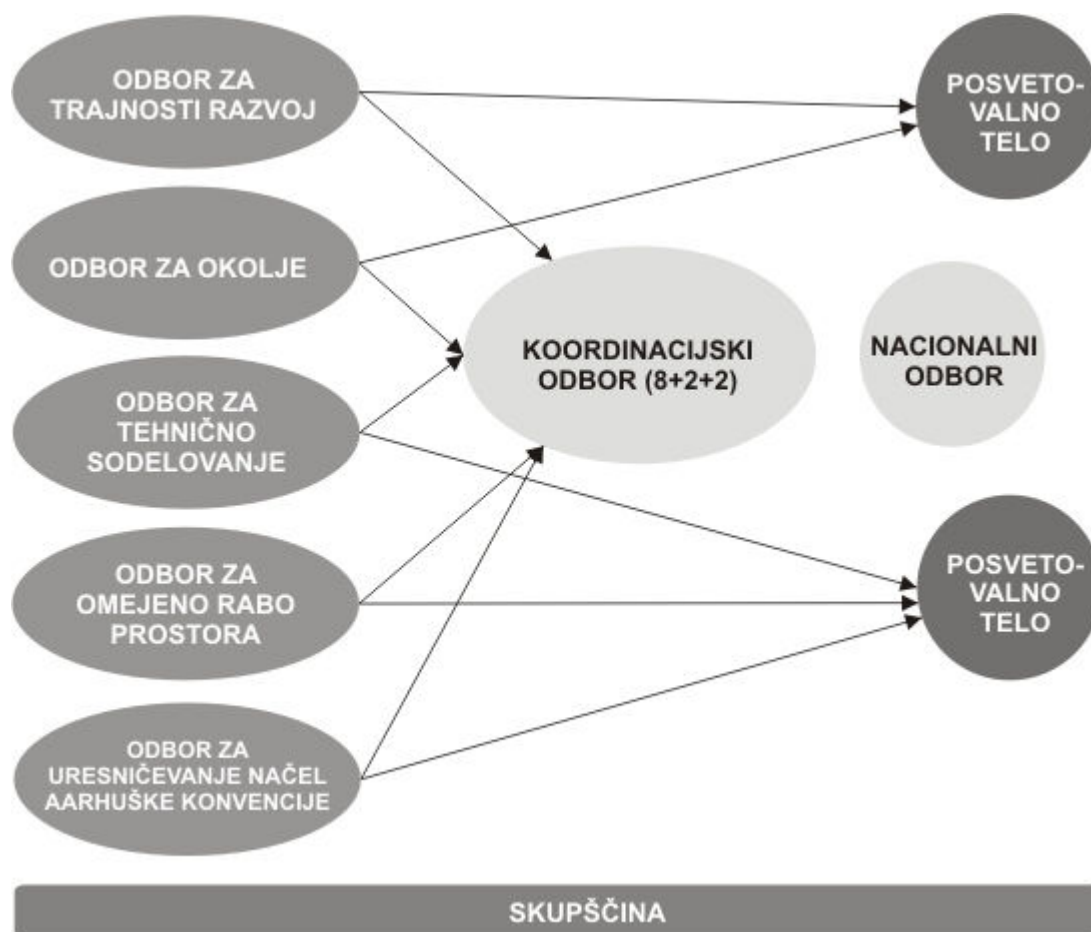 ODBOR ZA
TRAJNOSTI RAZVOJ
POSVETO-
VALNO
TELO
ODBOR ZA OKOLJE
KOORDINACIJSKI
ODBOR (8+2+2)
NACIONALNI
ODBOR
ODBOR ZA
TEHNIČNO
SODELOVANJE
ODBOR ZA
OMEJENO RABO
PROSTORA
POSVETO-
VALNO
TELO
ODBOR ZA
URESNIČEVANJE NAČEL
AARHUŠKE KONVENCIJE
SKUPŠČINA